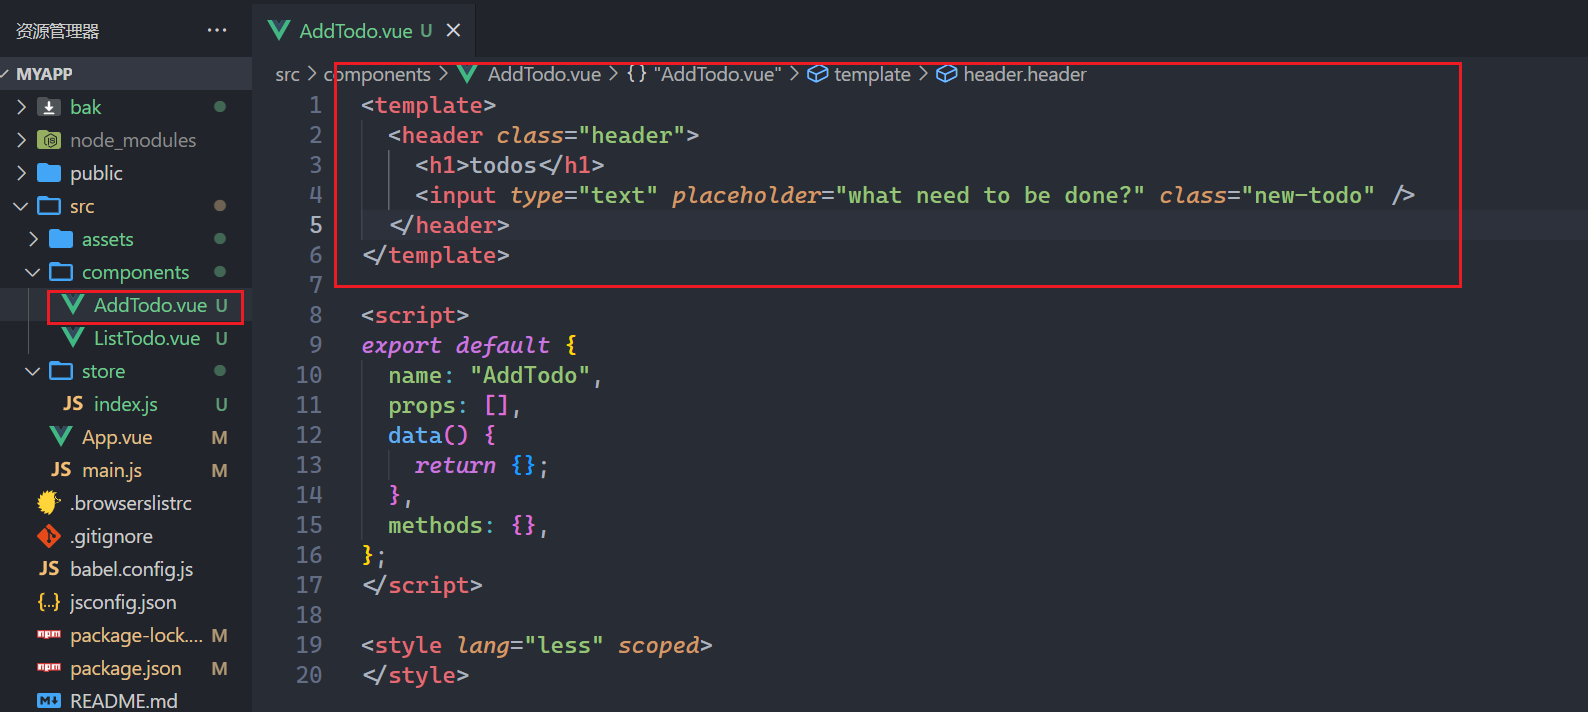 资源管理器
MYAPP
bak
node_modules
public
src
assets
components
AddTodo.vue U
ListTodo.vue U
store
JS index.js U
App.vue M
JS main.js M
.browserslistrc
.gitignore
JS babel.config.js
{..} jsconfig.json
npm package-lock.... M
npm package.json M
README.md
AddTodo.vue U
src > components > AddTodo.vue > {} "AddTodo.vue" > template > header.header
1 <template>
2 <header class="header">
3 <h1>todos</h1>
4 <input type="text" placeholder="what need to be done?" class="new-todo" />
5 </header>
6 </template>
7
8 <script>
9 export default {
10 name: "AddTodo",
11 props: [],
12 data() {
13 return {};
14 },
15 methods: {},
16 };
17 </script>
18
19 <style lang="less" scoped>
20 </style>